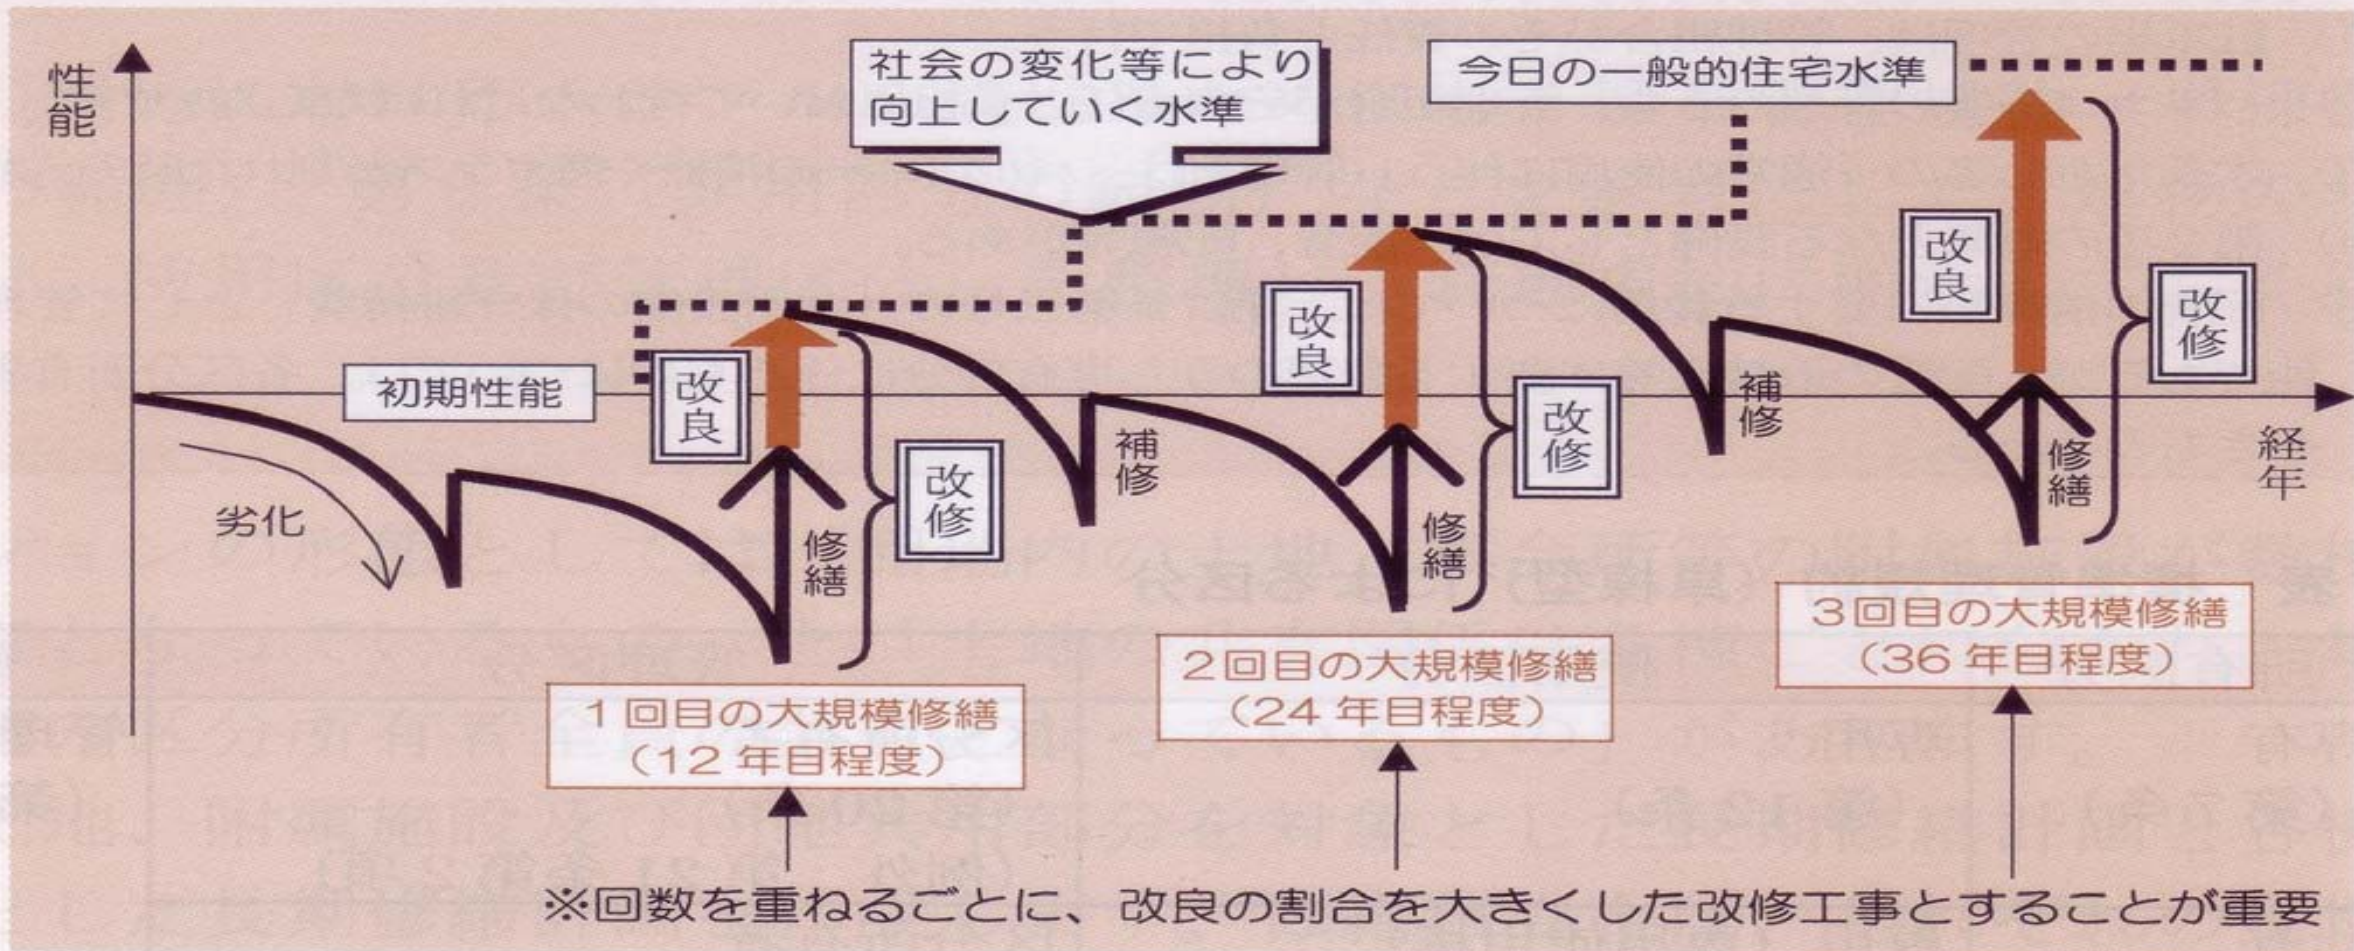 性能
社会の変化等により
向上していく水準
今日の一般的住宅水準
初期性能
劣化
改良
修繕
改修
補修
改良
修繕
改修
補修
改良
修繕
改修
経年
1回目の大規模修繕
(12年目程度)
2回目の大規模修繕
(24年目程度)
3回目の大規模修繕
(36年目程度)
※回数を重ねるごとに、改良の割合を大きくした改修工事とすることが重要